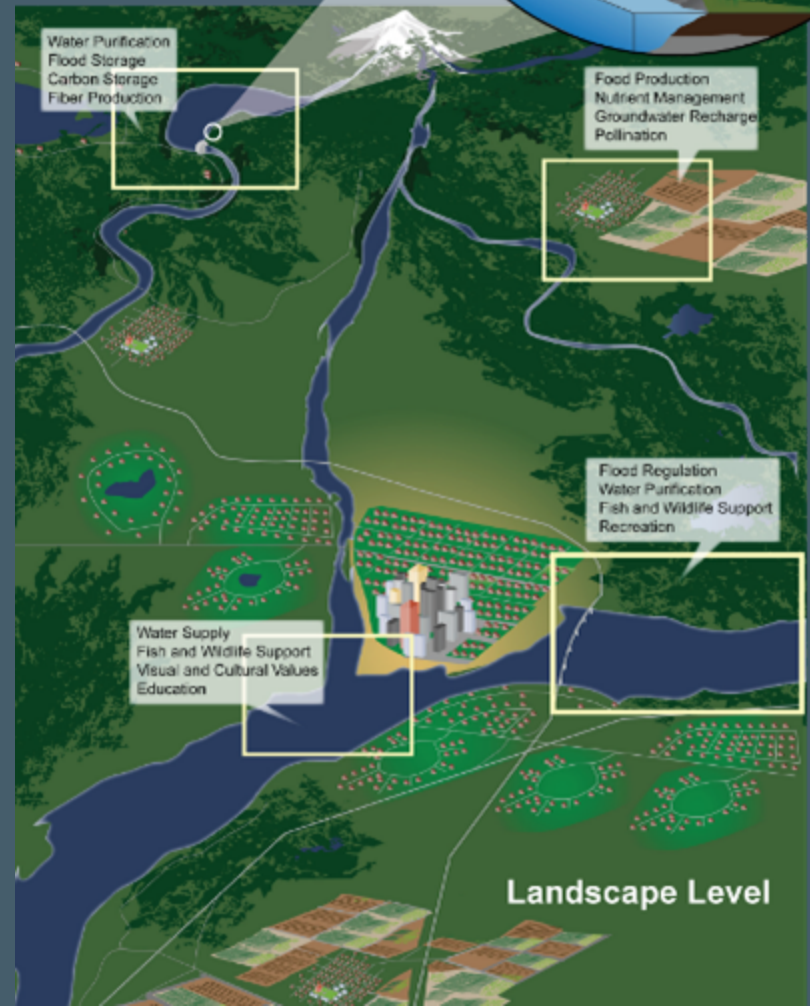 Water Purification
Flood Storage
Carbon Storage
Fiber Production
Food Production
Nutrient Management
Groundwater Recharge
Pollination
Flood Regulation
Water Purification
Fish and Wildlife Support
Recreation
Water Supply
Fish and Wildlife Support
Visual and Cultural Values
Education
Landscape Level